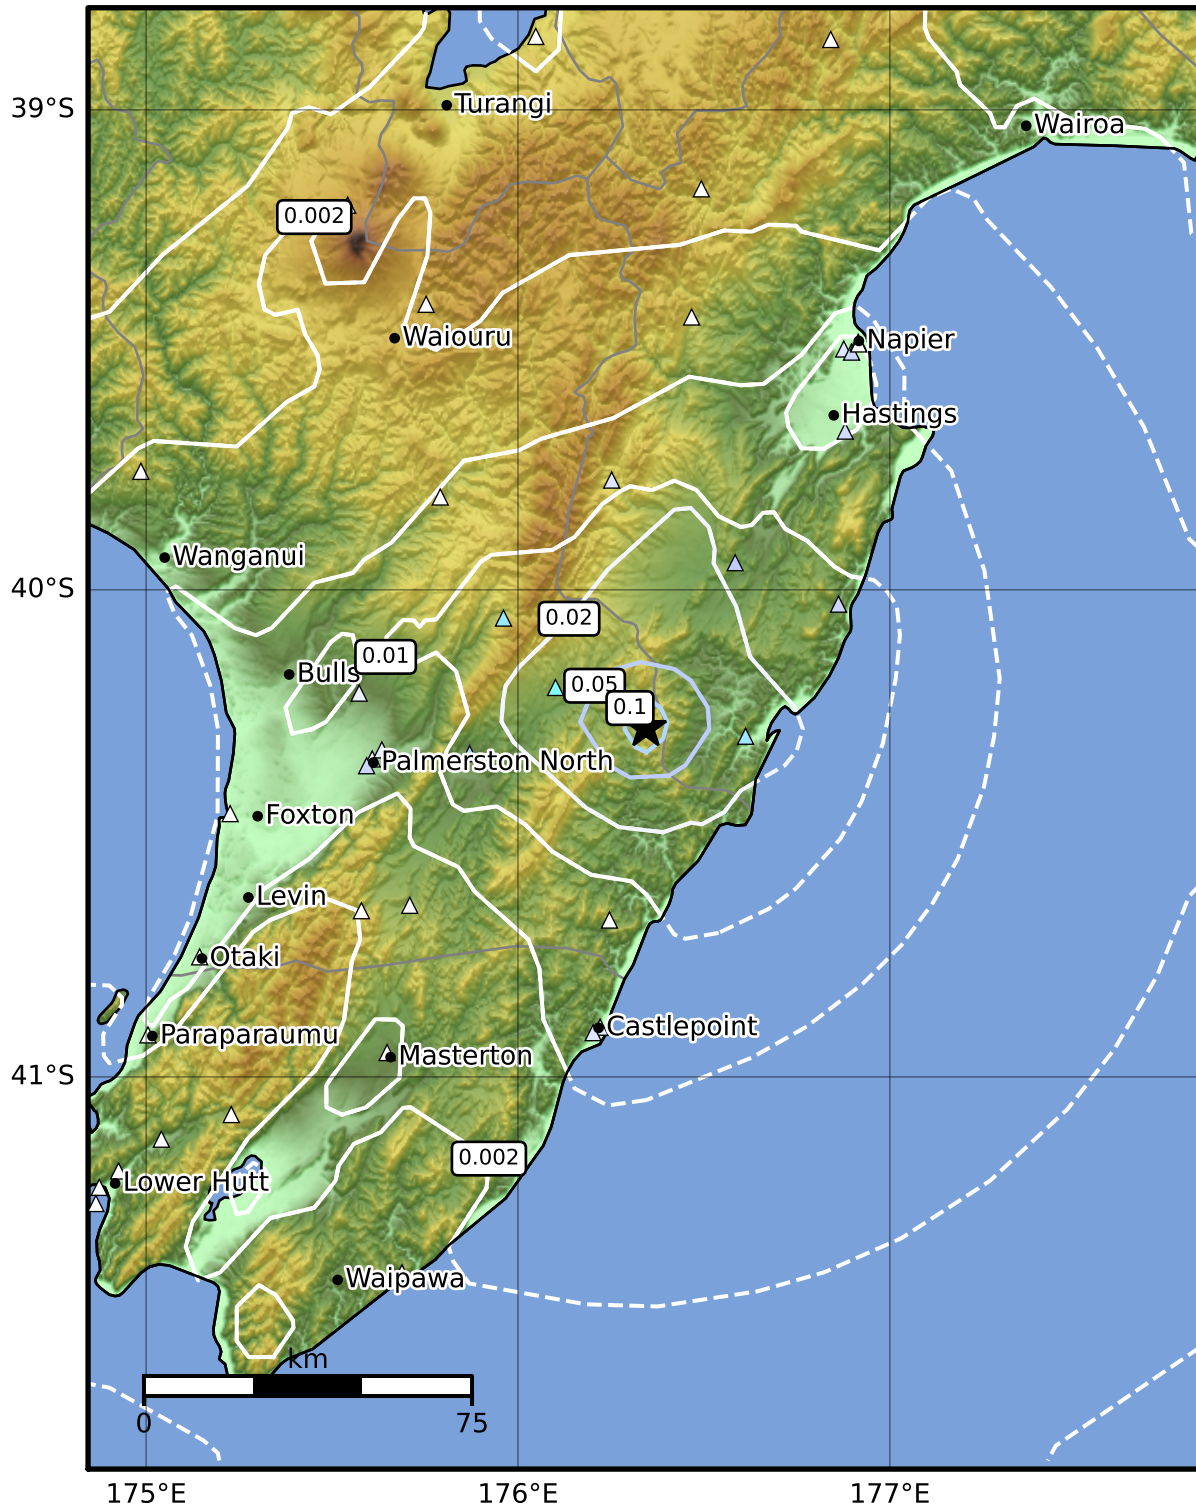 Turangi
39°S
Wairoa
0.002
Waiouru
Napier
Hastings
Wanganui
40°S
0.02
0.01
Bulls
0.05
0.1
Palmerston North
Foxton
Levin
Otaki
Castlepoint
Paraparaumu
Masterton
41°S
0.002
Lower Hutt
Waipawa
km
0 75
175°E 176°E 177°E